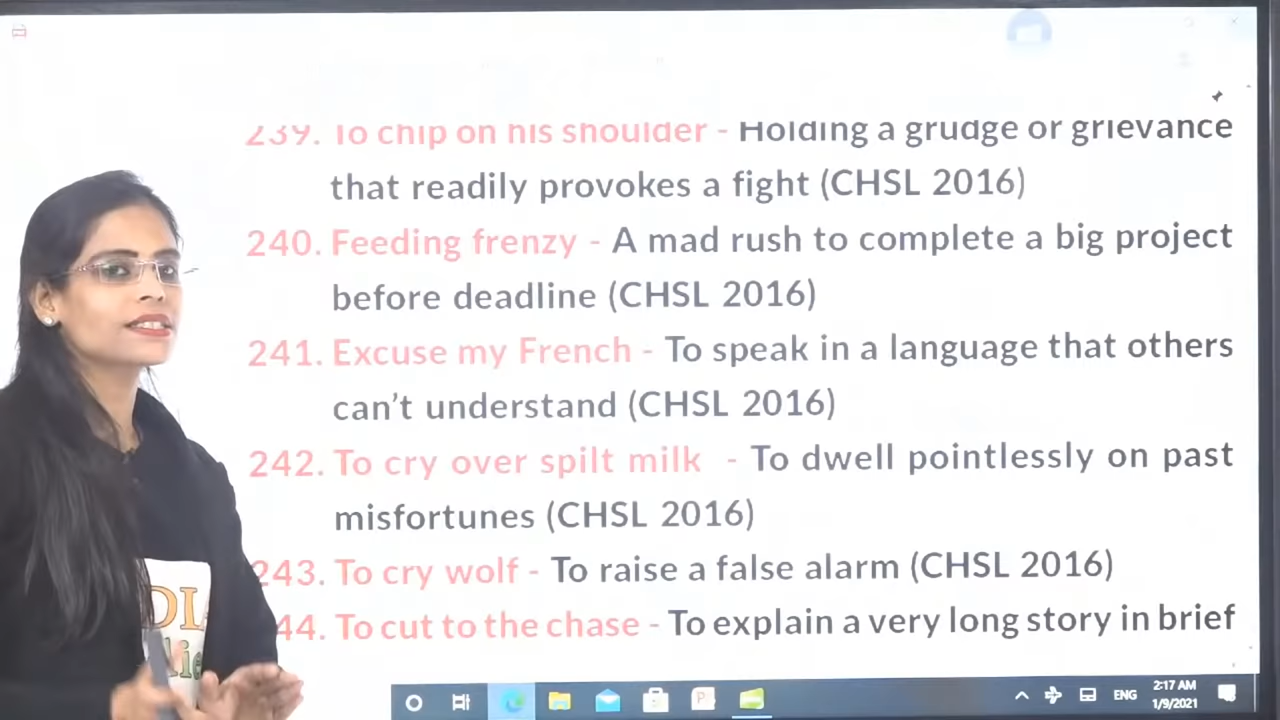 239. To chip on his shoulder - Holding a grudge or grievance
that readily provokes a fight (CHSL 2016)
240. Feeding frenzy - A mad rush to complete a big project
before deadline (CHSL 2016)
241. Excuse my French - To speak in a language that others
can't understand (CHSL 2016)
242. To cry over spilt milk - To dwell pointlessly on past
misfortunes (CHSL 2016)
243. To cry wolf - To raise a false alarm (CHSL 2016)
44. To cut to the chase - To explain a very long story in brief
ENG
2:17 AM
1/9/2021